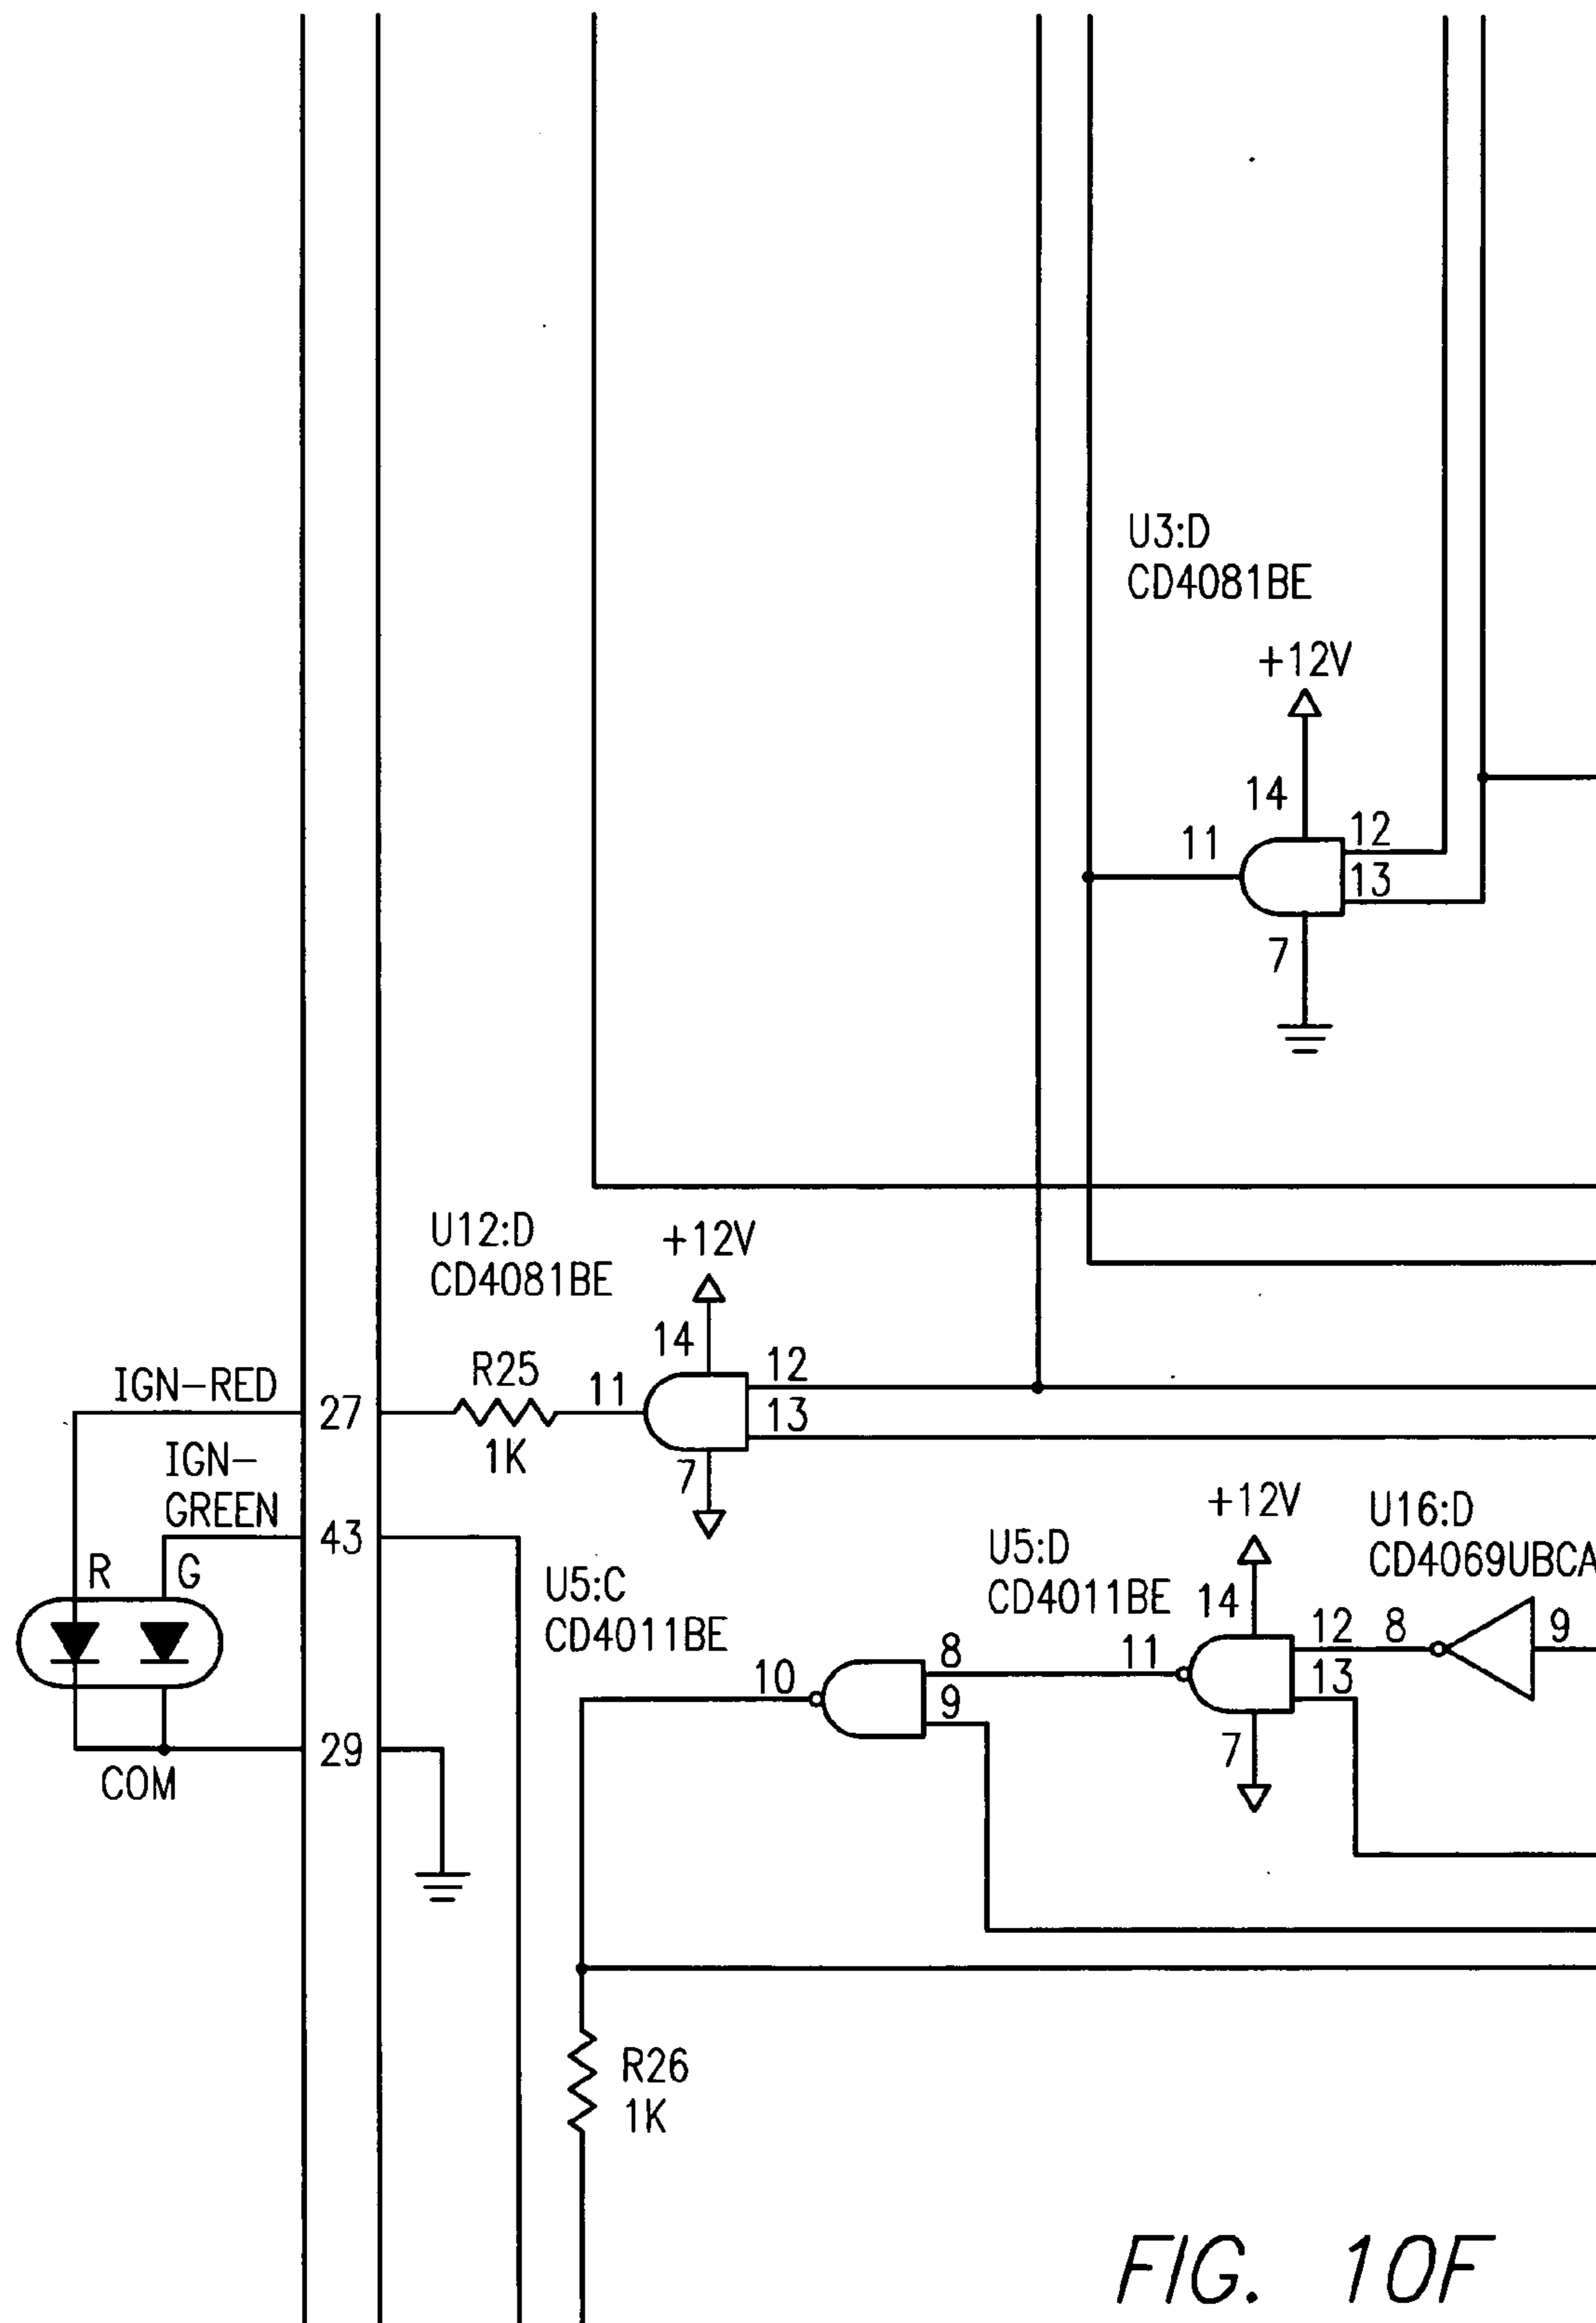 U3:D
CD4081BE
+12V
14
11
12
13
7
U12:D
CD4081BE
+12V
14
IGN-RED
27
R25
1K
11
12
13
7
IGN-
GREEN
43
R
G
29
COM
U5:C
CD4011BE
10
8
9
U5:D
CD4011BE
+12V
14
11
12
13
7
U16:D
CD4069UBCA
8
9
R26
1K
FIG. 10F